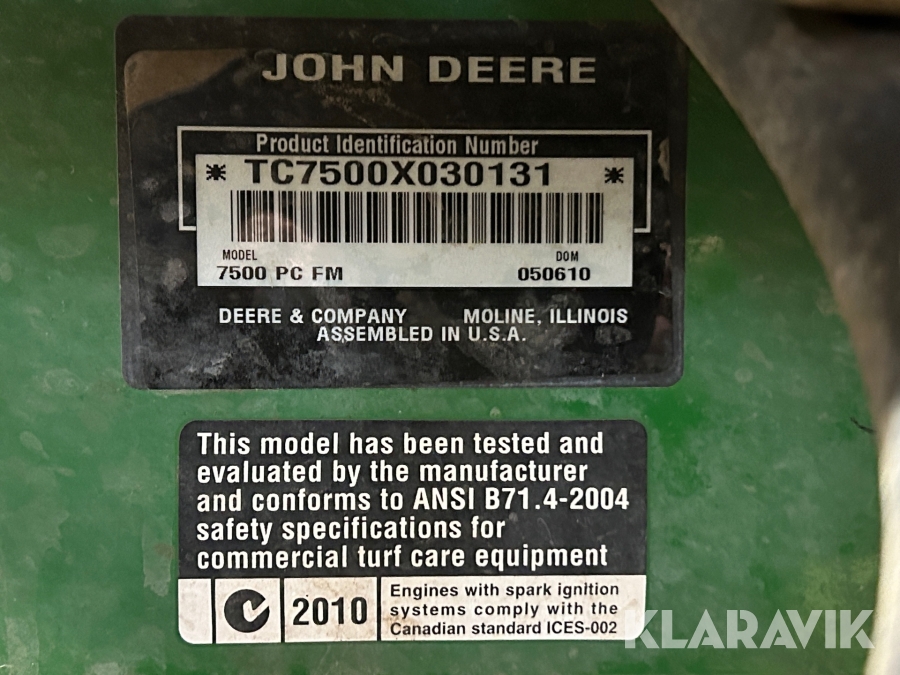 JOHN DEERE
Product Identification Number
* TC7500X030131 *
MODEL DOM
7500 PC FM 050610
DEERE & COMPANY MOLINE, ILLINOIS
ASSEMBLED IN U.S.A.
This model has been tested and
evaluated by the manufacturer
and conforms to ANSI B71.4-2004
safety specifications for
commercial turf care equipment
2010
Engines with spark ignition
systems comply with the
Canadian standard ICES-002
KLARAVIK